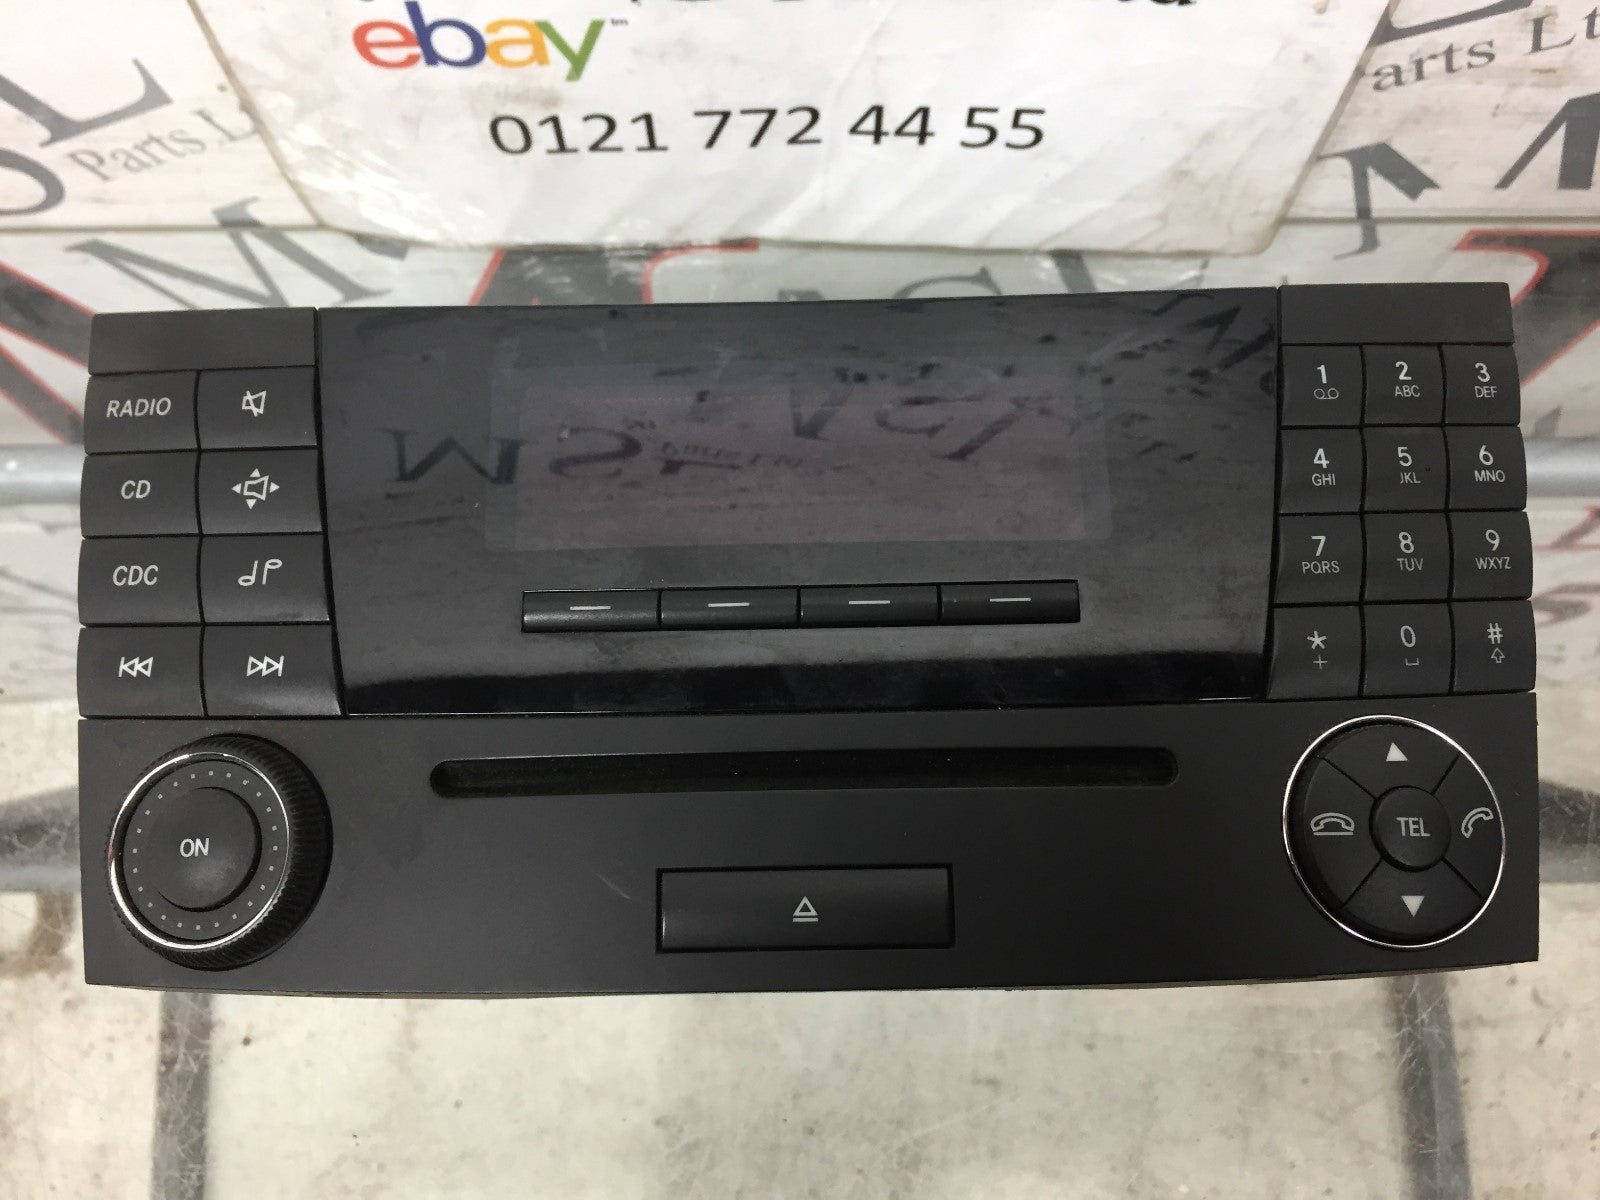 ebay™
0121 772 44 55
Parts Lt
Parts L
RADIO
CD
CDC
ON
1
2 ABC
3 DEF
4 GHI
5 JKL
6 MNO
7 PQRS
8 TUV
9 WXYZ
* +
0
#
TEL